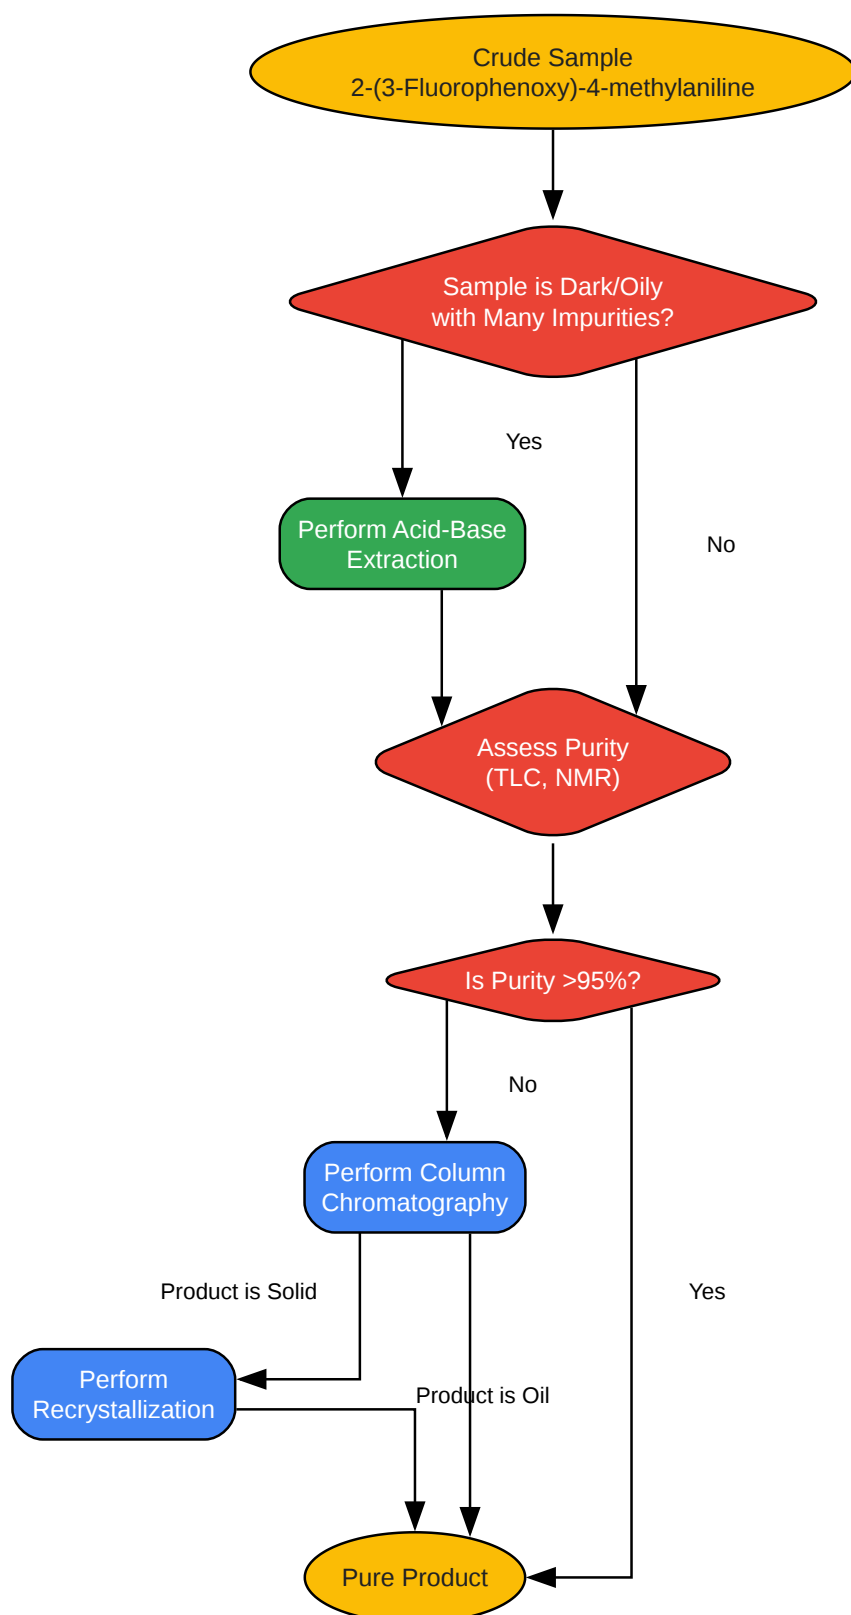 Crude Sample
2-(3-Fluorophenoxy)-4-methylaniline
Sample is Dark/Oily
with Many Impurities?
Yes
Perform Acid-Base
Extraction
No
Assess Purity
(TLC, NMR)
Is Purity >95%?
No
Perform Column
Chromatography
Product is Solid
Yes
Perform
Recrystallization
Product is Oil
Pure Product